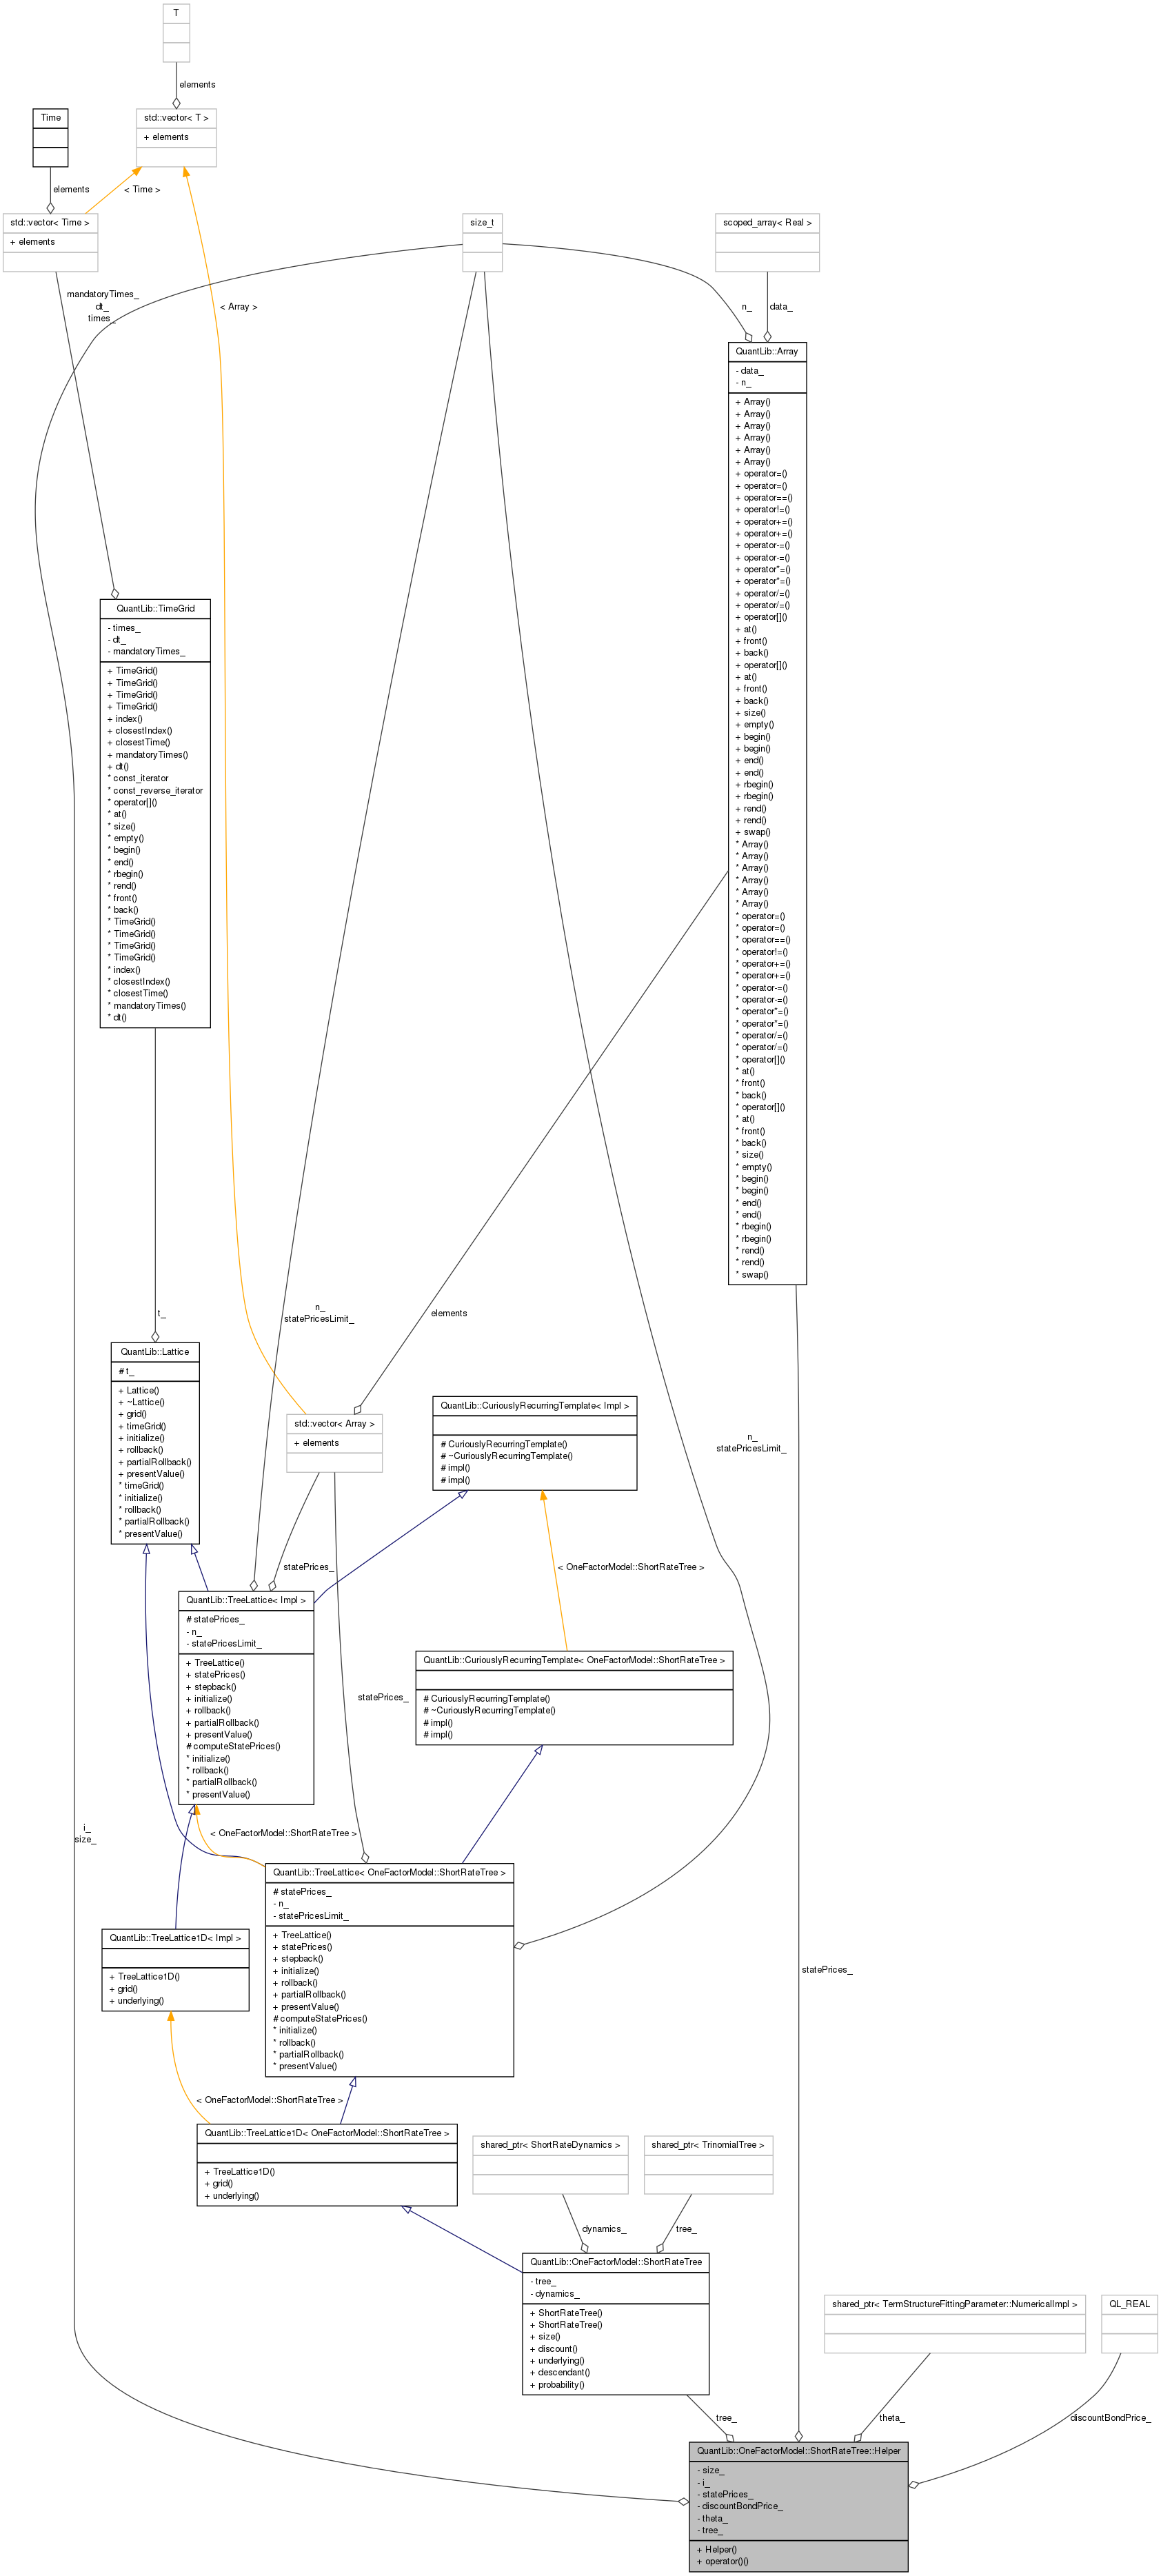 T
elements
Time
std::vector< T >
+ elements
elements
< Time >
std::vector< Time >
+ elements
size_t
scoped_array< Real >
mandatoryTimes_
dt_
times_
< Array >
n_
data_
QuantLib::Array
- data_
- n_
+ Array()
+ Array()
+ Array()
+ Array()
+ Array()
+ Array()
+ operator=()
+ operator=()
+ operator==()
+ operator!=()
+ operator+=()
+ operator+=()
+ operator-=()
+ operator-=()
+ operator*=()
+ operator*=()
+ operator/=()
+ operator/=()
+ operator[]()
+ at()
+ front()
+ back()
+ operator[]()
+ at()
+ front()
+ back()
+ size()
+ empty()
+ begin()
+ begin()
+ end()
+ end()
+ rbegin()
+ rbegin()
+ rend()
+ rend()
+ swap()
* Array()
* Array()
* Array()
* Array()
* Array()
* Array()
* operator=()
* operator=()
* operator==()
* operator!=()
* operator+=()
* operator+=()
* operator-=()
* operator-=()
* operator*=()
* operator*=()
* operator/=()
* operator/=()
* operator[]()
* at()
* front()
* back()
* operator[]()
* at()
* front()
* back()
* size()
* empty()
* begin()
* begin()
* end()
* end()
* rbegin()
* rbegin()
* rend()
* rend()
* swap()
QuantLib::TimeGrid
- times_
- dt_
- mandatoryTimes_
+ TimeGrid()
+ TimeGrid()
+ TimeGrid()
+ TimeGrid()
+ index()
+ closestIndex()
+ closestTime()
+ mandatoryTimes()
+ dt()
* const_iterator
* const_reverse_iterator
* operator[]()
* at()
* size()
* empty()
* begin()
* end()
* rbegin()
* rend()
* front()
* back()
* TimeGrid()
* TimeGrid()
* TimeGrid()
* TimeGrid()
* index()
* closestIndex()
* closestTime()
* mandatoryTimes()
* dt()
t_
n_
statePricesLimit_
elements
QuantLib::Lattice
# t_
+ Lattice()
+ ~Lattice()
+ grid()
+ timeGrid()
+ initialize()
+ rollback()
+ partialRollback()
+ presentValue()
* timeGrid()
* initialize()
* rollback()
* partialRollback()
* presentValue()
std::vector< Array >
+ elements
QuantLib::CuriouslyRecurringTemplate< Impl >
# CuriouslyRecurringTemplate()
# ~CuriouslyRecurringTemplate()
# impl()
# impl()
n_
statePricesLimit_
statePrices_
< OneFactorModel::ShortRateTree >
QuantLib::TreeLattice< Impl >
# statePrices_
- n_
- statePricesLimit_
+ TreeLattice()
+ statePrices()
+ stepback()
+ initialize()
+ rollback()
+ partialRollback()
+ presentValue()
# computeStatePrices()
* initialize()
* rollback()
* partialRollback()
* presentValue()
QuantLib::CuriouslyRecurringTemplate< OneFactorModel::ShortRateTree >
# CuriouslyRecurringTemplate()
# ~CuriouslyRecurringTemplate()
# impl()
# impl()
statePrices_
i_
size_
< OneFactorModel::ShortRateTree >
QuantLib::TreeLattice< OneFactorModel::ShortRateTree >
# statePrices_
- n_
- statePricesLimit_
+ TreeLattice()
+ statePrices()
+ stepback()
+ initialize()
+ rollback()
+ partialRollback()
+ presentValue()
# computeStatePrices()
* initialize()
* rollback()
* partialRollback()
* presentValue()
QuantLib::TreeLattice1D< Impl >
+ TreeLattice1D()
+ grid()
+ underlying()
statePrices_
< OneFactorModel::ShortRateTree >
QuantLib::TreeLattice1D< OneFactorModel::ShortRateTree >
+ TreeLattice1D()
+ grid()
+ underlying()
shared_ptr< ShortRateDynamics >
shared_ptr< TrinomialTree >
dynamics_
tree_
QuantLib::OneFactorModel::ShortRateTree
- tree_
- dynamics_
+ ShortRateTree()
+ ShortRateTree()
+ size()
+ discount()
+ underlying()
+ descendant()
+ probability()
shared_ptr< TermStructureFittingParameter::NumericalImpl >
QL_REAL
tree_
theta_
discountBondPrice_
QuantLib::OneFactorModel::ShortRateTree::Helper
- size_
- i_
- statePrices_
- discountBondPrice_
- theta_
- tree_
+ Helper()
+ operator()()